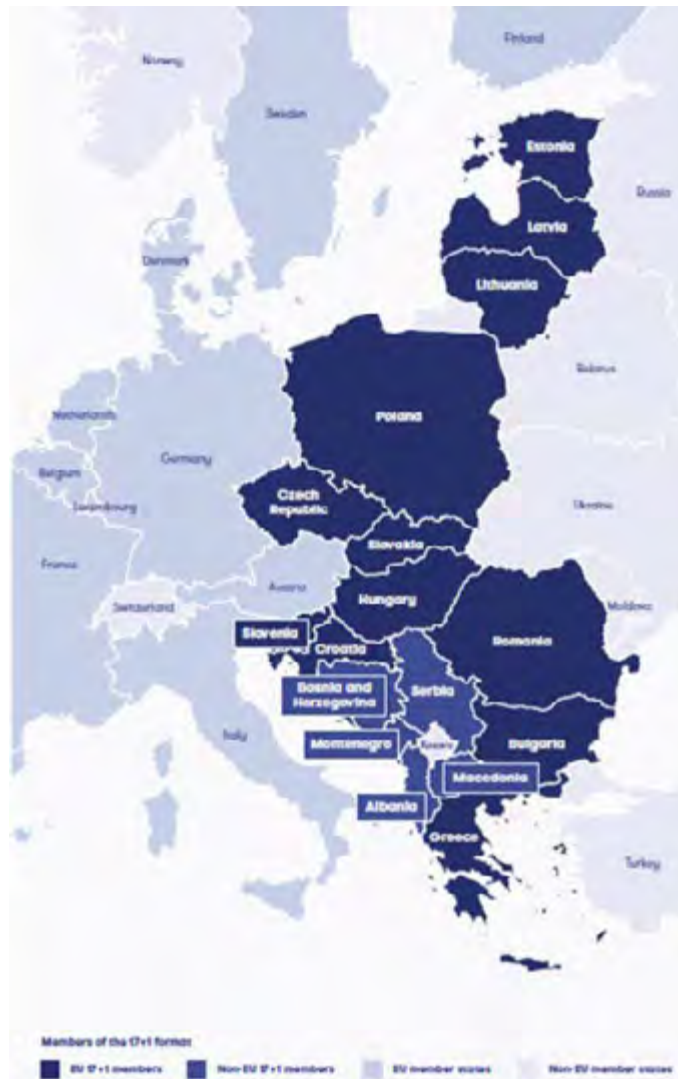 Finland
Norway
Sweden
Estonia
Russia
Latvia
Denmark
Lithuania
Belarus
Netherlands
Poland
Germany
Belgium
Luxembourg
Czech
Republic
Ukraine
Slovakia
France
Austria
Hungary
Switzerland
Moldova
Slovenia
Croatia
Romania
Bosnia and
Herzegovina
Serbia
Italy
Montenegro
Kosovo
Bulgaria
Macedonia
Albania
Greece
Turkey
Members of the 17+1 format
EU 17+1 members
Non-EU 17+1 members
EU member states
Non-EU member states